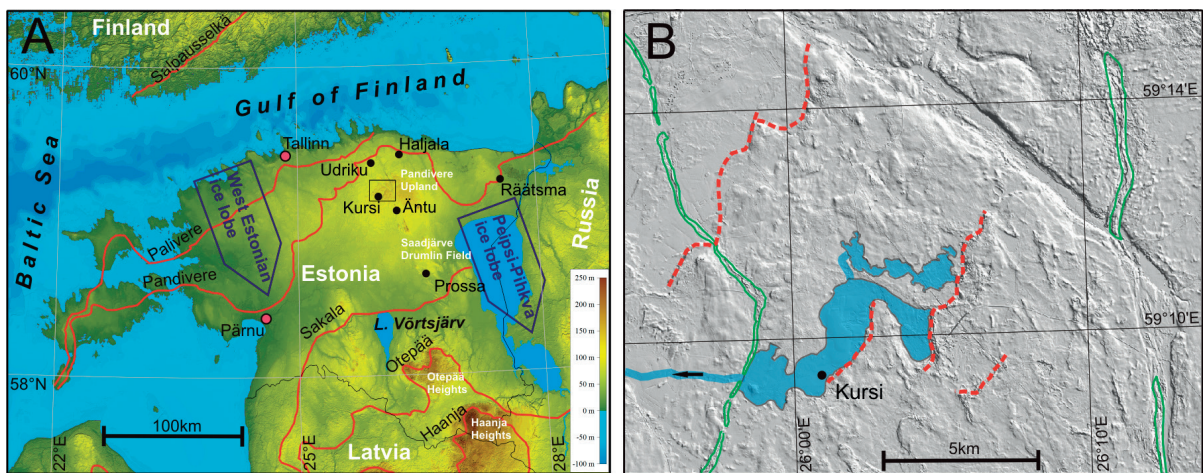 A
Finland
Salpausselkä
60°N
Gulf of Finland
Baltic Sea
Tallinn
Haljala
Udriku
Pandivere
Upland
Räätsma
Kursi
Äntu
West Estonian
ice lobe
Peipsi-Pihkva
ice lobe
Russia
Palivere
Saadjärve
Drumlin Field
Pandivere
Estonia
Prossa
Pärnu
Sakala
L. Võrtsjärv
Otepää
58°N
Otepää
Heights
Haanja
Haanja
Heights
Latvia
100km
22°E
25°E
28°E
250 m
200 m
150 m
100 m
50 m
0 m
-50 m
-100 m
B
59°14'
59°10'
Kursi
26°00'E
26°10'E
5km